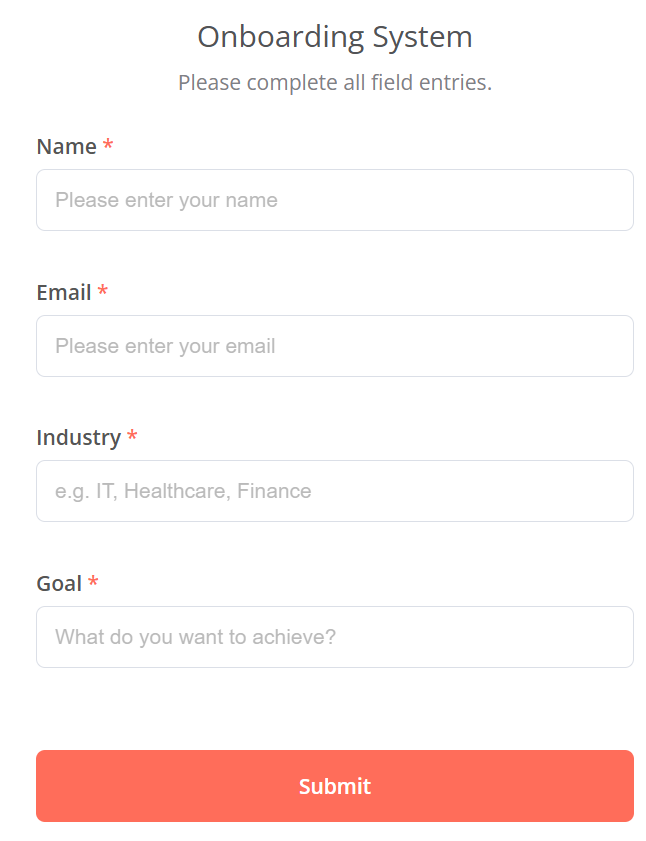 Onboarding System
Please complete all field entries.
Name *
Please enter your name
Email *
Please enter your email
Industry *
e.g. IT, Healthcare, Finance
Goal *
What do you want to achieve?
Submit